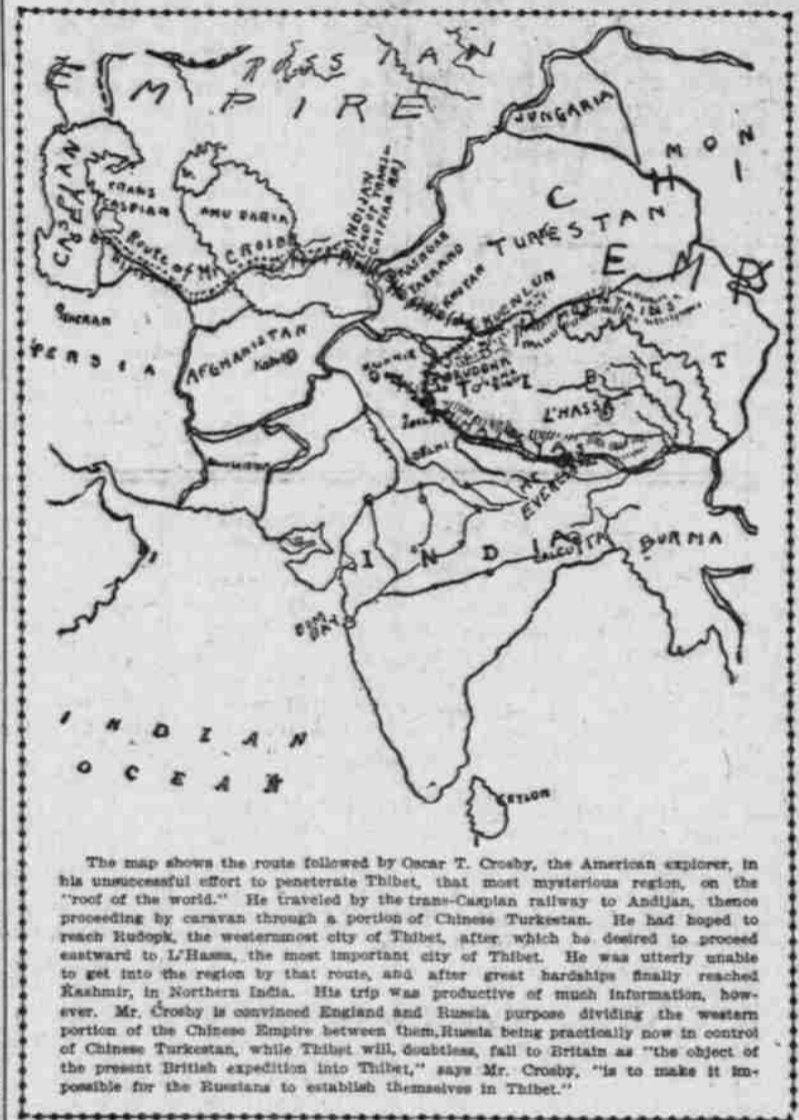 RUSSIAN
EMPIRE
JUNGARIA
MON
CASPIAN
TRANS
CASPIAN
AMU DARIA
CH
I
TURKESTAN
EMP
Route of Mr. CROSBY
ANDIJAN
KASHGAR
YARKAND
KHOTAN
KUENLUN
MOUNTAINS
TEHERAN
PERSIA
AFGHANISTAN
Kabul
T I B E T
L'HASSA
DELHI
MT.
EVEREST
INDIA
CALCUTTA
BURMA
BOM
BAY
INDIAN
OCEAN
CEYLON
The map shows the route followed by Oscar T. Crosby, the American explorer, in
his unsuccessful effort to peneterate Thibet, that most mysterious region, on the
"roof of the world." He traveled by the trans-Caspian railway to Andijan, thence
proceeding by caravan through a portion of Chinese Turkestan. He had hoped to
reach Rudopk, the westernmost city of Thibet, after which he desired to proceed
eastward to L'Hassa, the most important city of Thibet. He was utterly unable
to get into the region by that route, and after great hardships finally reached
Kashmir, in Northern India. His trip was productive of much information, how-
ever. Mr. Crosby is convinced England and Russia purpose dividing the western
portion of the Chinese Empire between them, Russia being practically now in control
of Chinese Turkestan, while Thibet will, doubtless, fall to Britain as "the object of
the present British expedition into Thibet," says Mr. Crosby, "is to make it im-
possible for the Russians to establish themselves in Thibet."